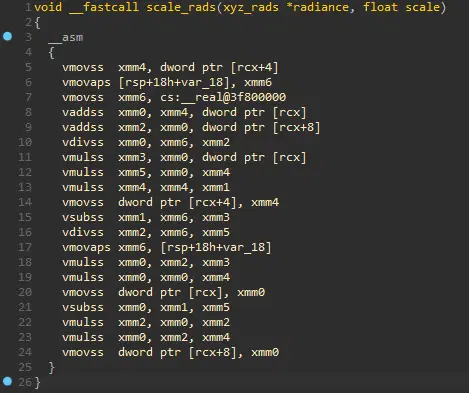 1 void __fastcall scale_rads(xyz_rads *radiance, float scale)
2 {
3 __asm
4 {
5 vmovss xmm4, dword ptr [rcx+4]
6 vmovaps [rsp+18h+var_18], xmm6
7 vmovss xmm6, cs:__real@3f800000
8 vaddss xmm0, xmm4, dword ptr [rcx]
9 vaddss xmm2, xmm0, dword ptr [rcx+8]
10 vdivss xmm0, xmm6, xmm2
11 vmulss xmm3, xmm0, dword ptr [rcx]
12 vmulss xmm5, xmm0, xmm4
13 vmulss xmm4, xmm4, xmm1
14 vmovss dword ptr [rcx+4], xmm4
15 vsubss xmm1, xmm6, xmm3
16 vdivss xmm2, xmm6, xmm5
17 vmovaps xmm6, [rsp+18h+var_18]
18 vmulss xmm0, xmm2, xmm3
19 vmulss xmm0, xmm0, xmm4
20 vmovss dword ptr [rcx], xmm0
21 vsubss xmm0, xmm1, xmm5
22 vmulss xmm2, xmm0, xmm2
23 vmulss xmm0, xmm2, xmm4
24 vmovss dword ptr [rcx+8], xmm0
25 }
26 }